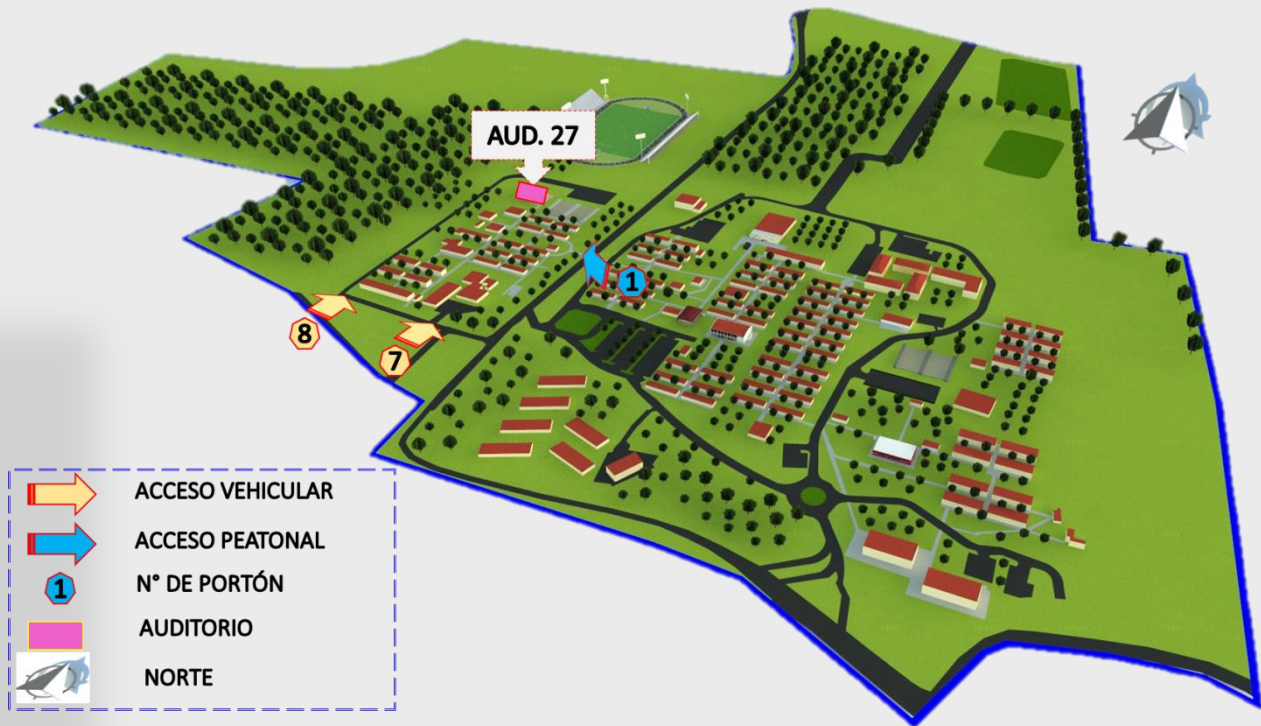 AUD. 27
1
8
7
ACCESO VEHICULAR
ACCESO PEATONAL
1
N° DE PORTÓN
AUDITORIO
NORTE